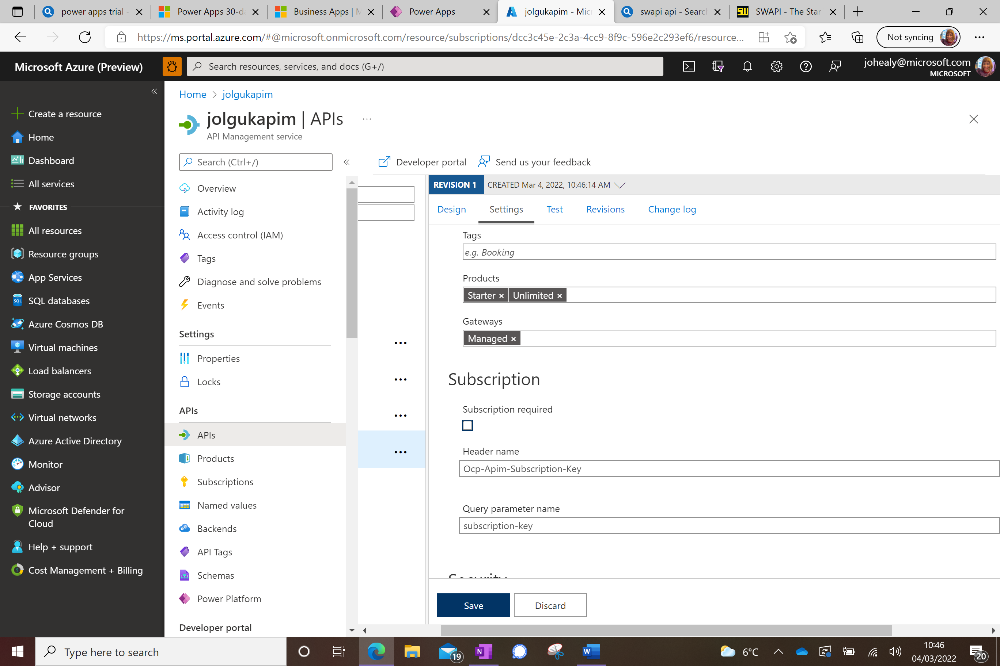 power apps trial -
Power Apps 30-da
Business Apps | M
Power Apps
jolgukapim - Micr
swapi api - Search
SWAPI - The Star
https://ms.portal.azure.com/#@microsoft.onmicrosoft.com/resource/subscriptions/dcc3c45e-2c3a-4cc9-8f9c-596e2c293ef6/resource...
Not syncing
Microsoft Azure (Preview)
Search resources, services, and docs (G+/)
johealy@microsoft.com
MICROSOFT
Create a resource
Home
Dashboard
All services
FAVORITES
All resources
Resource groups
App Services
SQL databases
Azure Cosmos DB
Virtual machines
Load balancers
Storage accounts
Virtual networks
Azure Active Directory
Monitor
Advisor
Microsoft Defender for
Cloud
Help + support
Cost Management + Billing
Home > jolgukapim
jolgukapim | APIs
API Management service
Search (Ctrl+/)
Overview
Activity log
Access control (IAM)
Tags
Diagnose and solve problems
Events
Settings
Properties
Locks
APIs
APIs
Products
Subscriptions
Named values
Backends
API Tags
Schemas
Power Platform
Developer portal
Developer portal
Send us your feedback
REVISION 1
CREATED Mar 4, 2022, 10:46:14 AM
Design
Settings
Test
Revisions
Change log
Tags
e.g. Booking
Products
Starter ×
Unlimited ×
Gateways
Managed ×
Subscription
Subscription required
Header name
Ocp-Apim-Subscription-Key
Query parameter name
subscription-key
Security
Save
Discard
Type here to search
19
6°C
10:46
04/03/2022
20